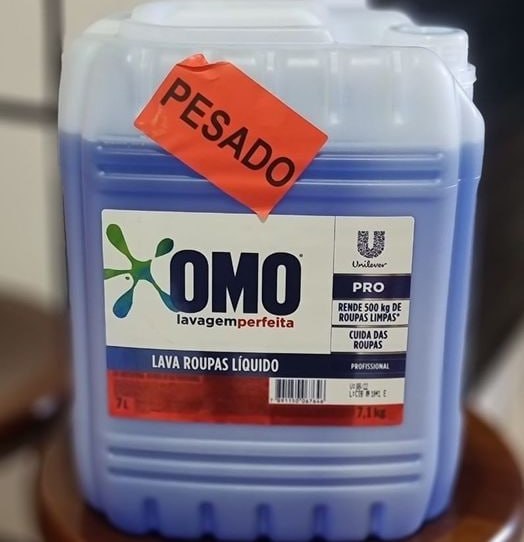 PESADO
OMO
lavagemperfeita
LAVA ROUPAS LÍQUIDO
Unilever
PRO
RENDE 500 kg DE
ROUPAS LIMPAS*
CUIDA DAS
ROUPAS
PROFISSIONAL
7L
7,1 kg